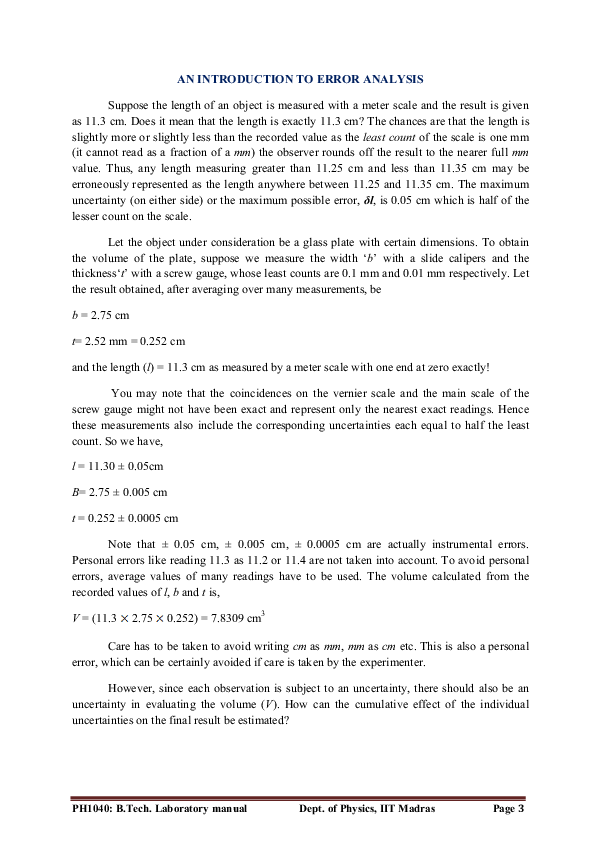 AN INTRODUCTION TO ERROR ANALYSIS
Suppose the length of an object is measured with a meter scale and the result is given
as 11.3 cm. Does it mean that the length is exactly 11.3 cm? The chances are that the length is
slightly more or slightly less than the recorded value as the least count of the scale is one mm
(it cannot read as a fraction of a mm) the observer rounds off the result to the nearer full mm
value. Thus, any length measuring greater than 11.25 cm and less than 11.35 cm may be
erroneously represented as the length anywhere between 11.25 and 11.35 cm. The maximum
uncertainty (on either side) or the maximum possible error, δl, is 0.05 cm which is half of the
lesser count on the scale.
Let the object under consideration be a glass plate with certain dimensions. To obtain
the volume of the plate, suppose we measure the width ‘b’ with a slide calipers and the
thickness‘t’ with a screw gauge, whose least counts are 0.1 mm and 0.01 mm respectively. Let
the result obtained, after averaging over many measurements, be
b = 2.75 cm
t= 2.52 mm = 0.252 cm
and the length (l) = 11.3 cm as measured by a meter scale with one end at zero exactly!
You may note that the coincidences on the vernier scale and the main scale of the
screw gauge might not have been exact and represent only the nearest exact readings. Hence
these measurements also include the corresponding uncertainties each equal to half the least
count. So we have,
l = 11.30 ± 0.05cm
B= 2.75 ± 0.005 cm
t = 0.252 ± 0.0005 cm
Note that ± 0.05 cm, ± 0.005 cm, ± 0.0005 cm are actually instrumental errors.
Personal errors like reading 11.3 as 11.2 or 11.4 are not taken into account. To avoid personal
errors, average values of many readings have to be used. The volume calculated from the
recorded values of l, b and t is,
V = (11.3 × 2.75 × 0.252) = 7.8309 cm³
Care has to be taken to avoid writing cm as mm, mm as cm etc. This is also a personal
error, which can be certainly avoided if care is taken by the experimenter.
However, since each observation is subject to an uncertainty, there should also be an
uncertainty in evaluating the volume (V). How can the cumulative effect of the individual
uncertainties on the final result be estimated?
PH1040: B.Tech. Laboratory manual Dept. of Physics, IIT Madras Page 3